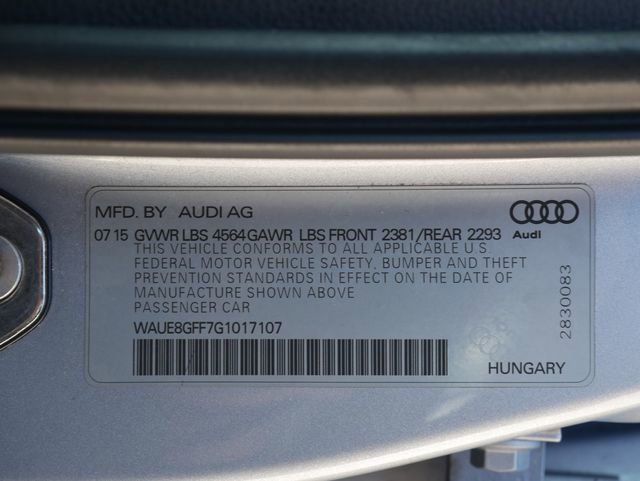 MFD. BY AUDI AG
07 15 GVWR LBS 4564 GAWR LBS FRONT 2381/REAR 2293
Audi
THIS VEHICLE CONFORMS TO ALL APPLICABLE U S
FEDERAL MOTOR VEHICLE SAFETY, BUMPER AND THEFT
PREVENTION STANDARDS IN EFFECT ON THE DATE OF
MANUFACTURE SHOWN ABOVE
PASSENGER CAR
WAUE8GFF7G1017107
HUNGARY
2830083